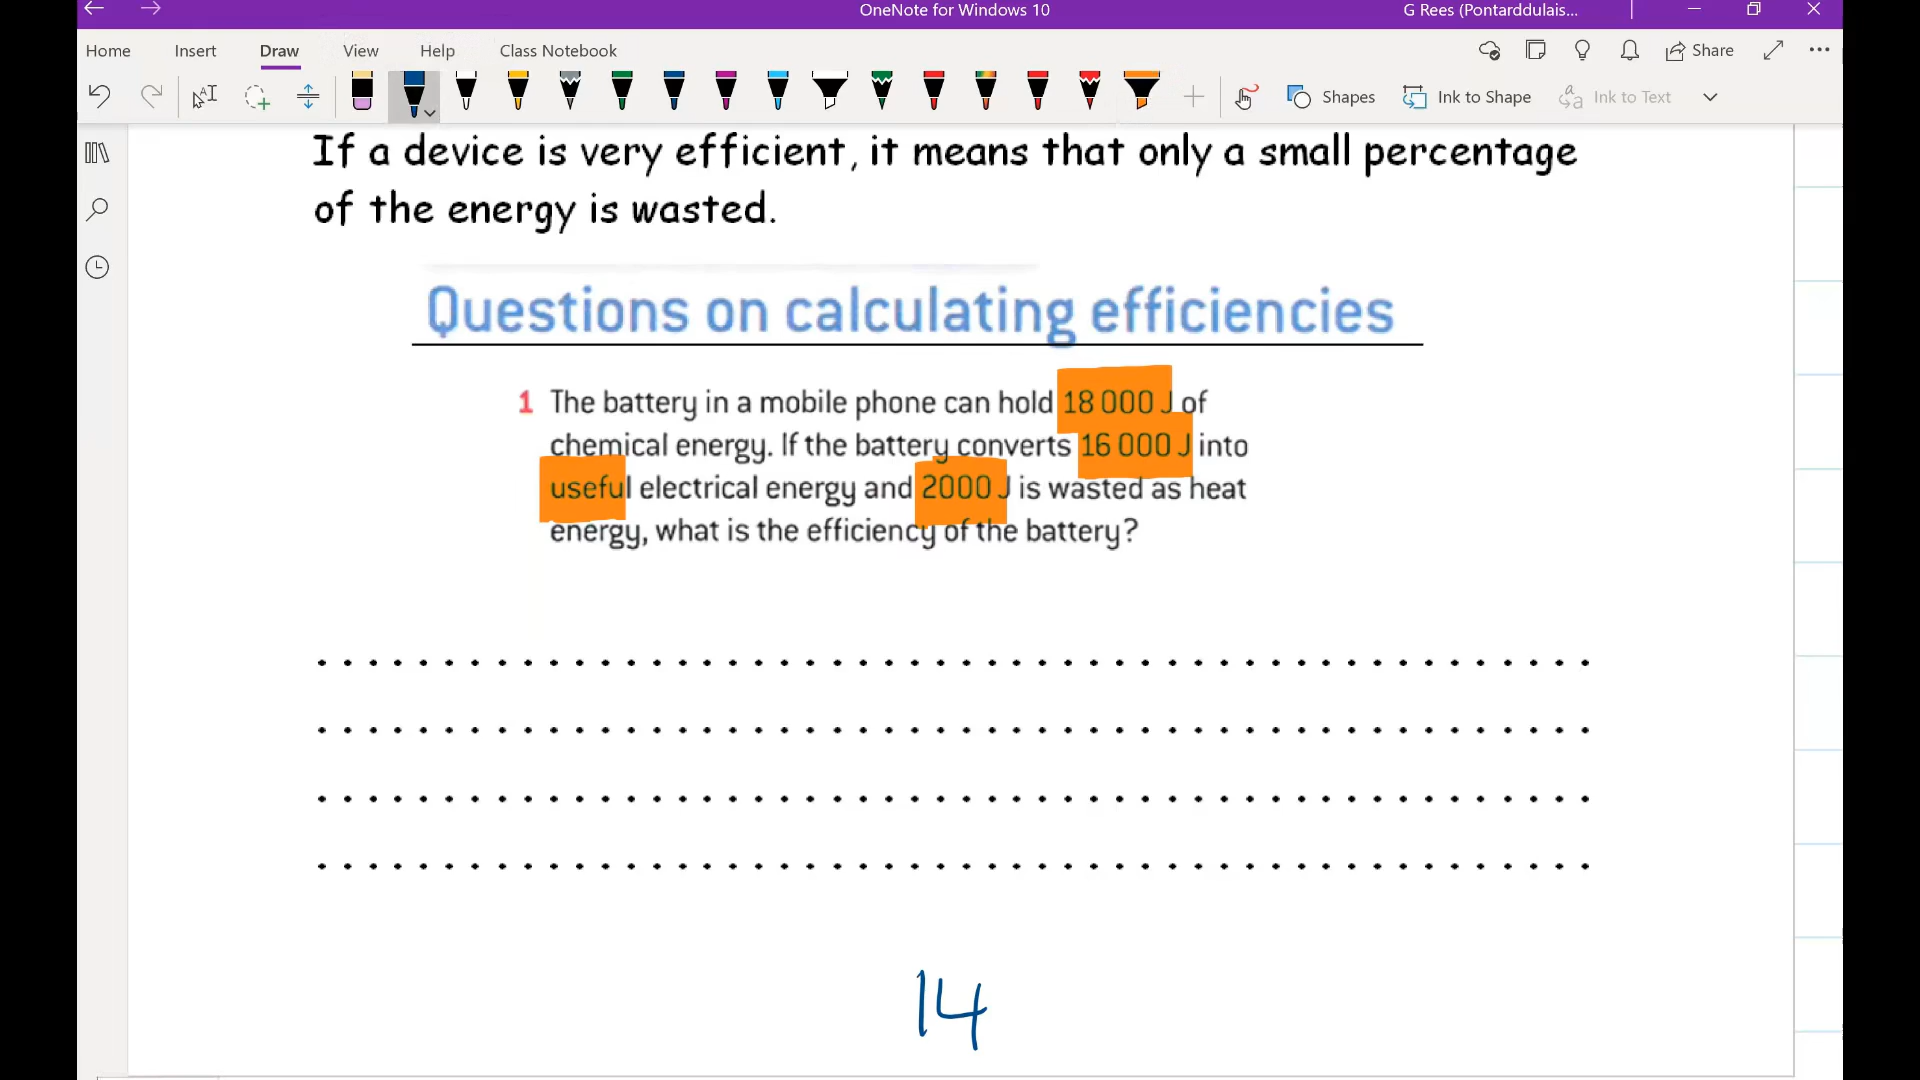 OneNote for Windows 10
G Rees (Pontarddulais...
Home Insert Draw View Help Class Notebook Share
Shapes Ink to Shape Ink to Text
If a device is very efficient, it means that only a small percentage
of the energy is wasted.
Questions on calculating efficiencies
1 The battery in a mobile phone can hold 18 000 J of
chemical energy. If the battery converts 16 000 J into
useful electrical energy and 2000 J is wasted as heat
energy, what is the efficiency of the battery?
14